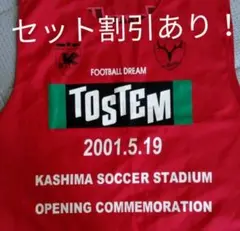 セット割引あり！
FOOTBALL DREAM
TOSTEM
2001.5.19
KASHIMA SOCCER STADIUM
OPENING COMMEMORATION